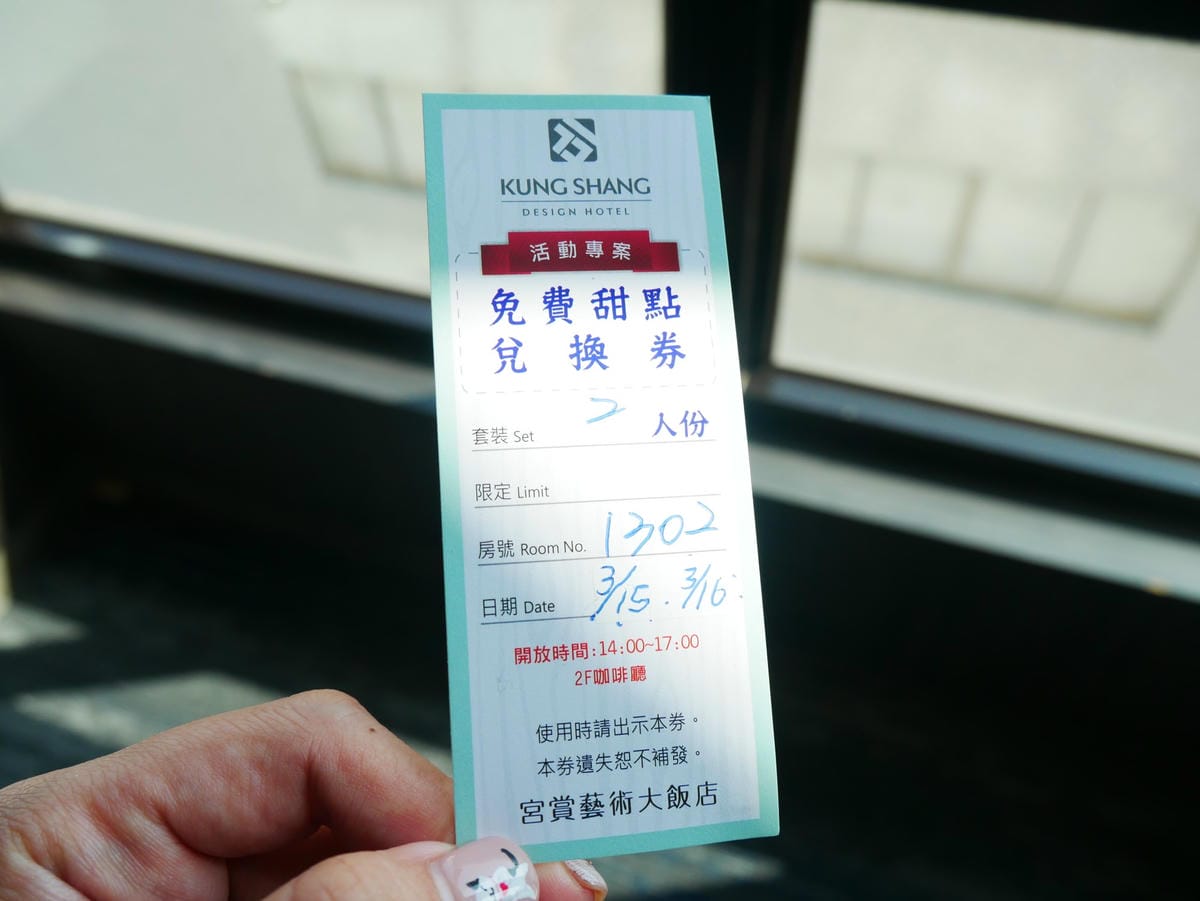 KUNG SHANG
DESIGN HOTEL
活動專案
免費甜點
兌換券
套裝 Set 2 人份
限定 Limit
房號 Room No. 1302
日期 Date 3/15 . 3/16
開放時間:14:00~17:00
2F咖啡廳
使用時請出示本券。
本券遺失恕不補發。
宮賞藝術大飯店